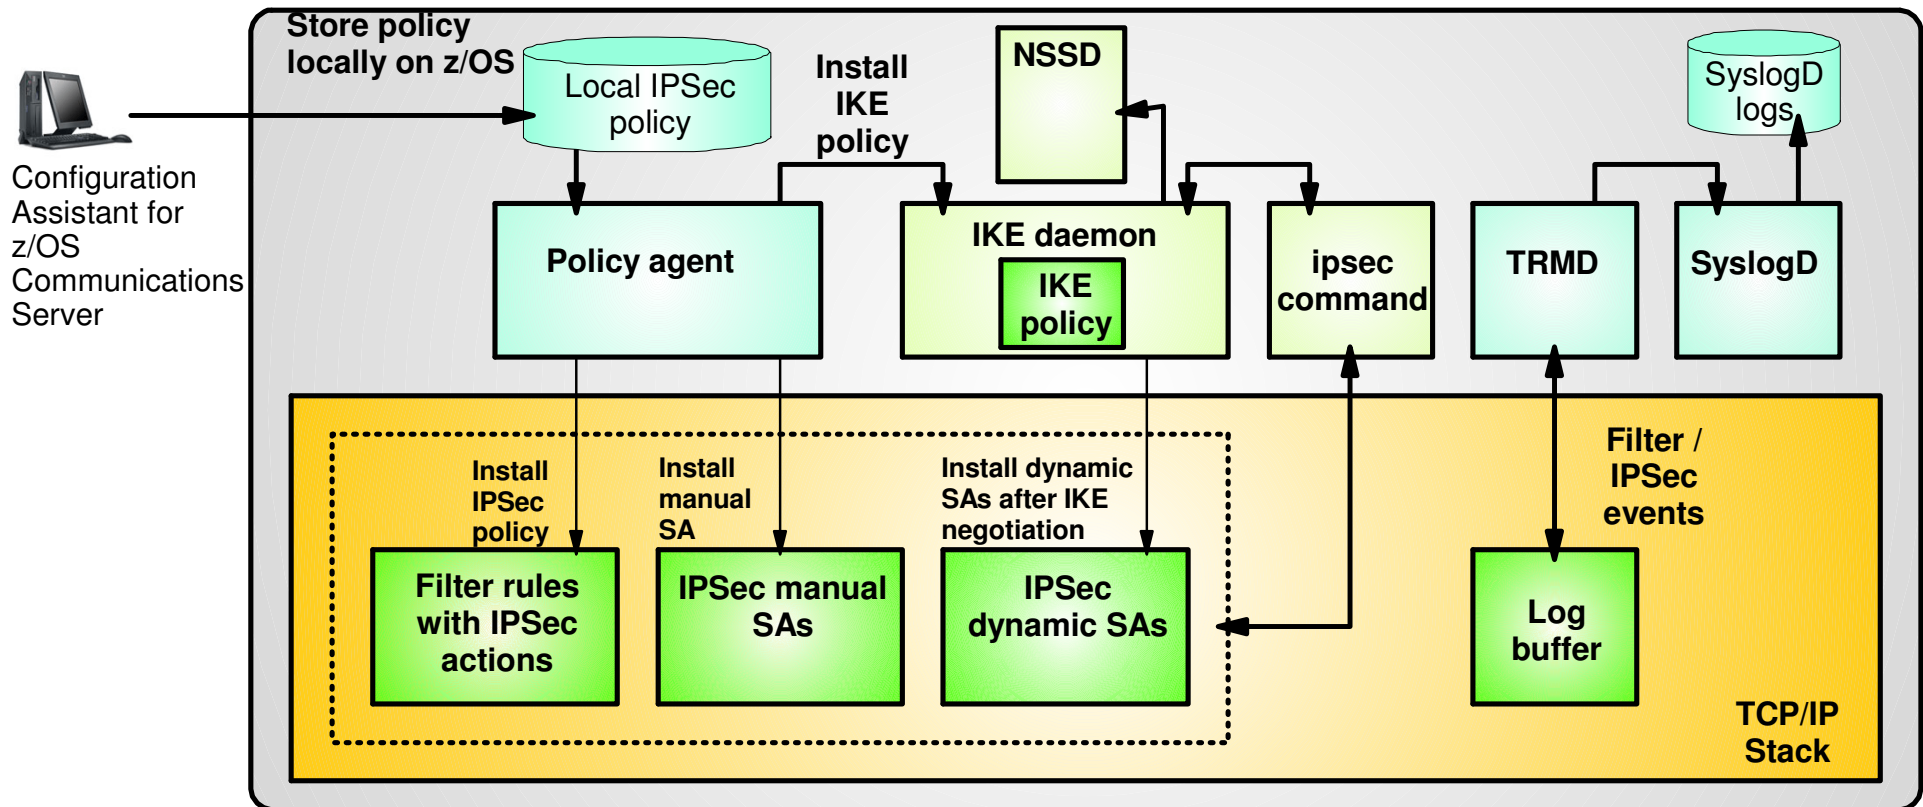 Store policy
locally on z/OS
Local IPSec
policy
Install
IKE
policy
NSSD
SyslogD
logs
Configuration
Assistant for
z/OS
Communications
Server
Policy agent
IKE daemon
IKE
policy
ipsec
command
TRMD
SyslogD
Install
IPSec
policy
Install
manual
SA
Install dynamic
SAs after IKE
negotiation
Filter /
IPSec
events
Filter rules
with IPSec
actions
IPSec manual
SAs
IPSec
dynamic SAs
Log
buffer
TCP/IP
Stack